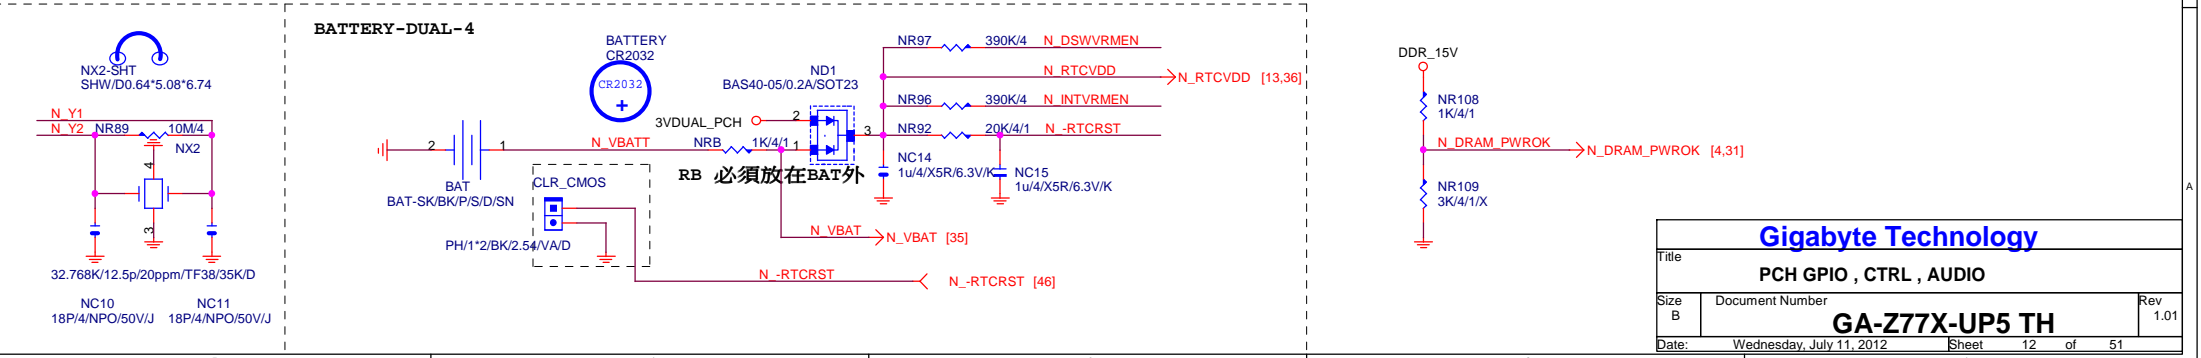 BATTERY-DUAL-4
NX2-SHT
SHW/D0.64*5.08*6.74
N_Y1
N_Y2
NR89
10M/4
NX2
4
3
32.768K/12.5p/20ppm/TF38/35K/D
NC10
18P/4/NPO/50V/J
NC11
18P/4/NPO/50V/J
BATTERY
CR2032
CR2032
+
3VDUAL_PCH
2
1
N_VBATT
NRB
1K/4/1
BAT
BAT-SK/BK/P/S/D/SN
CLR_CMOS
PH/1*2/BK/2.54/VA/D
RB 必須放在BAT外
ND1
BAS40-05/0.2A/SOT23
2
1
3
NR97
390K/4
N_DSWVRMEN
N_RTCVDD
N_RTCVDD [13,36]
NR96
390K/4
N_INTVRMEN
NR92
20K/4/1
N_-RTCRST
NC14
1u/4/X5R/6.3V/K
NC15
1u/4/X5R/6.3V/K
N_VBAT
N_VBAT [35]
N_-RTCRST
N_-RTCRST [46]
DDR_15V
NR108
1K/4/1
N_DRAM_PWROK
N_DRAM_PWROK [4,31]
NR109
3K/4/1/X
A
Gigabyte Technology
Title
PCH GPIO , CTRL , AUDIO
Size
B
Document Number
GA-Z77X-UP5 TH
Rev
1.01
Date: Wednesday, July 11, 2012
Sheet 12 of 51